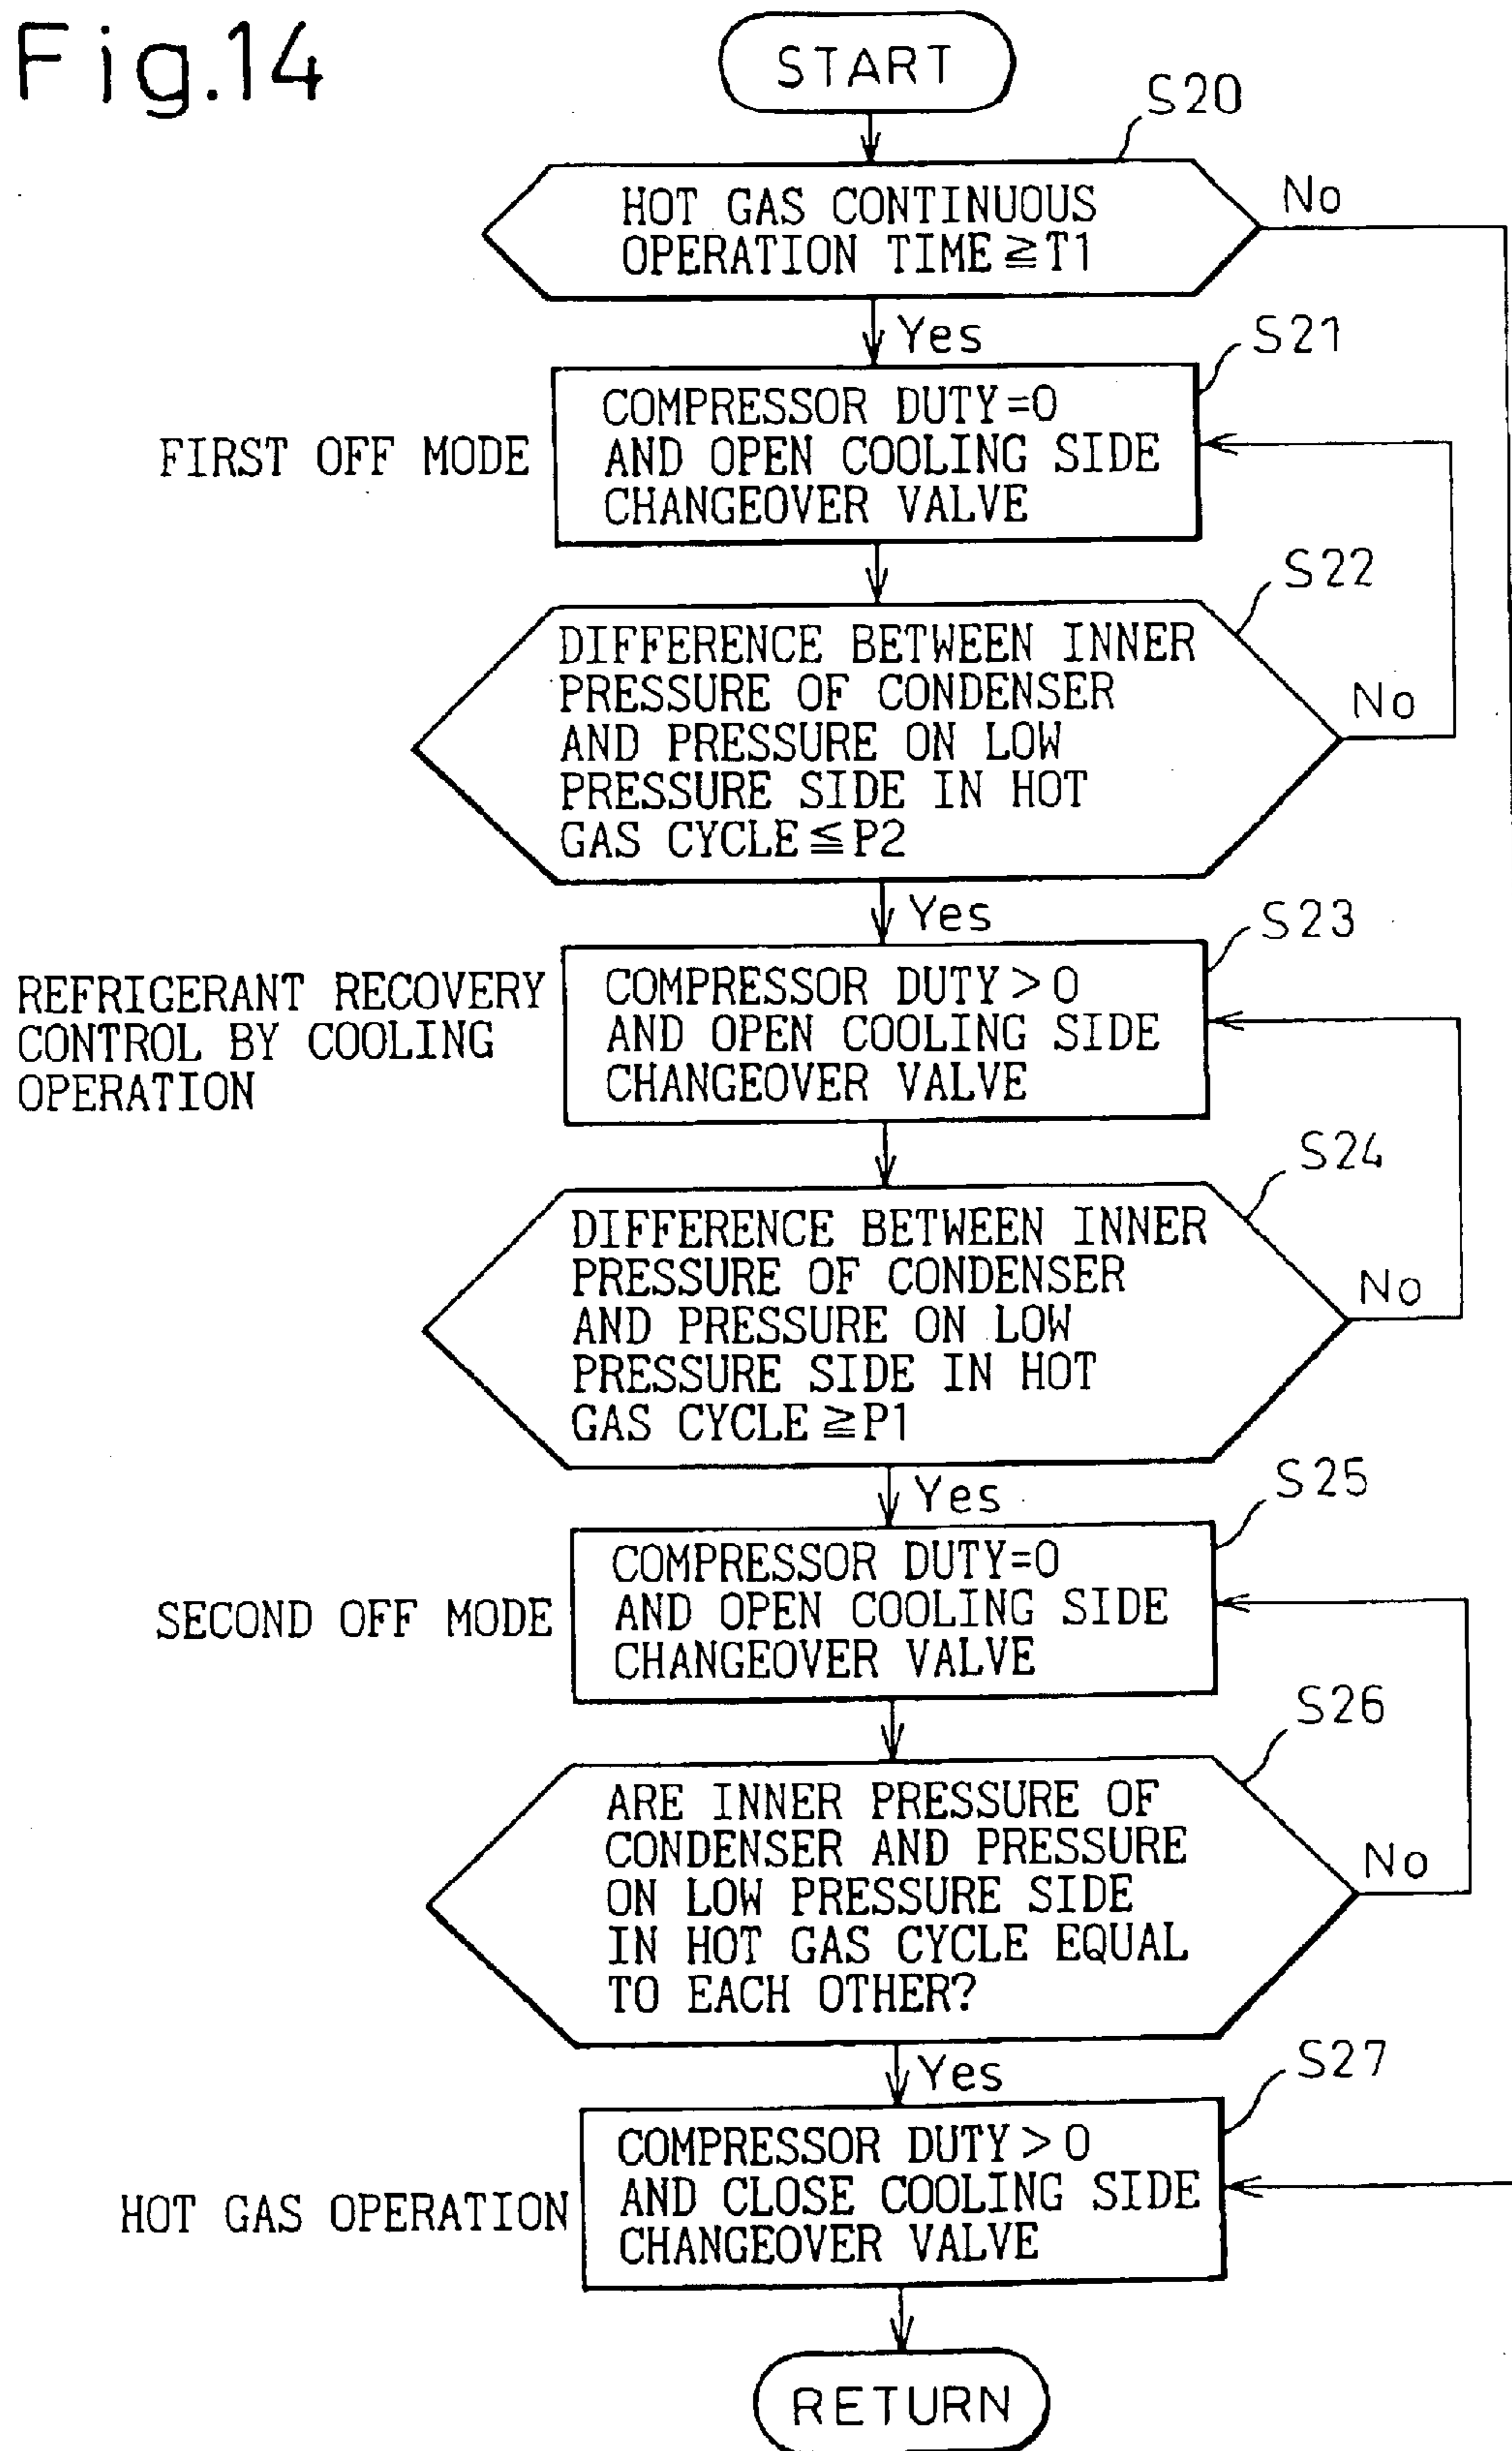 Fig.14
START
S20
HOT GAS CONTINUOUS
OPERATION TIME ≧ T1
No
Yes
S21
FIRST OFF MODE
COMPRESSOR DUTY=0
AND OPEN COOLING SIDE
CHANGEOVER VALVE
S22
DIFFERENCE BETWEEN INNER
PRESSURE OF CONDENSER
AND PRESSURE ON LOW
PRESSURE SIDE IN HOT
GAS CYCLE ≦ P2
No
Yes
S23
REFRIGERANT RECOVERY
CONTROL BY COOLING
OPERATION
COMPRESSOR DUTY > 0
AND OPEN COOLING SIDE
CHANGEOVER VALVE
S24
DIFFERENCE BETWEEN INNER
PRESSURE OF CONDENSER
AND PRESSURE ON LOW
PRESSURE SIDE IN HOT
GAS CYCLE ≧ P1
No
Yes
S25
SECOND OFF MODE
COMPRESSOR DUTY=0
AND OPEN COOLING SIDE
CHANGEOVER VALVE
S26
ARE INNER PRESSURE OF
CONDENSER AND PRESSURE
ON LOW PRESSURE SIDE
IN HOT GAS CYCLE EQUAL
TO EACH OTHER?
No
Yes
S27
HOT GAS OPERATION
COMPRESSOR DUTY > 0
AND CLOSE COOLING SIDE
CHANGEOVER VALVE
RETURN